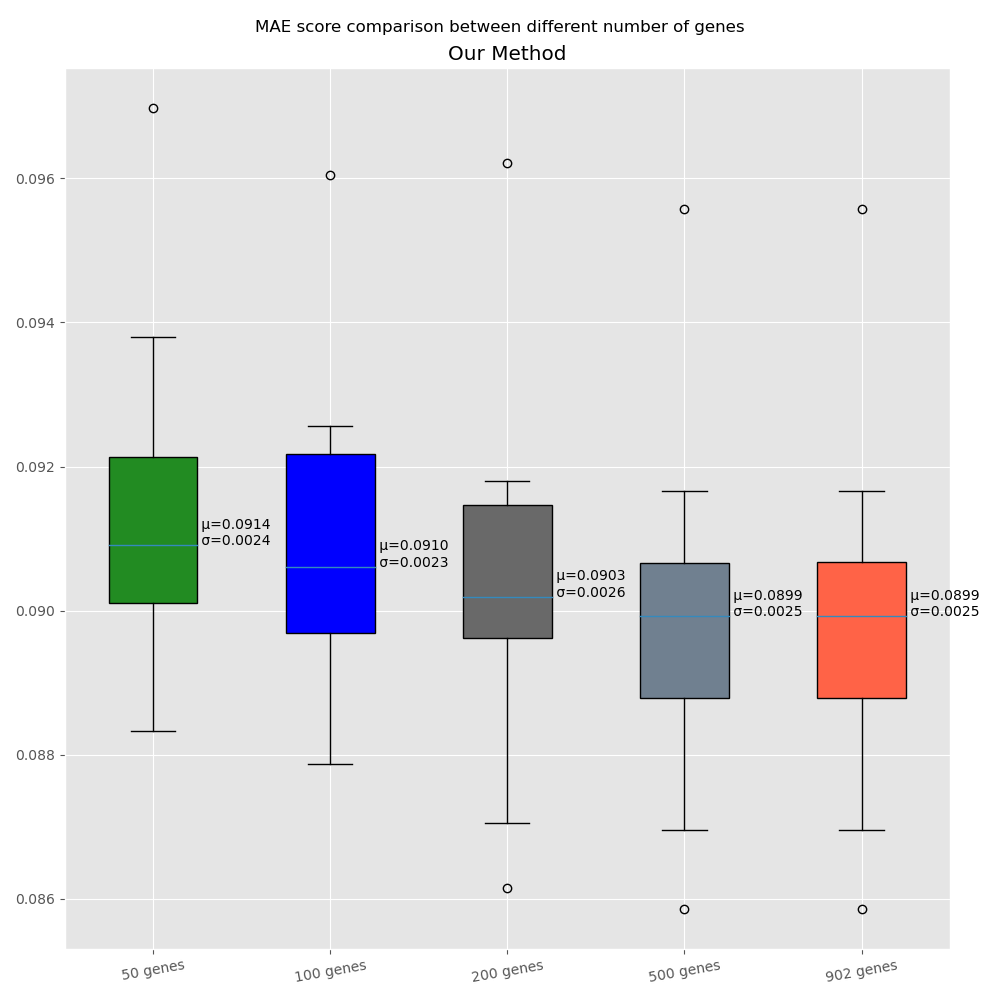 MAE score comparison between different number of genes
Our Method
0.096
0.094
0.092
0.090
0.088
0.086
μ=0.0914
σ=0.0024
μ=0.0910
σ=0.0023
μ=0.0903
σ=0.0026
μ=0.0899
σ=0.0025
μ=0.0899
σ=0.0025
50 genes
100 genes
200 genes
500 genes
902 genes